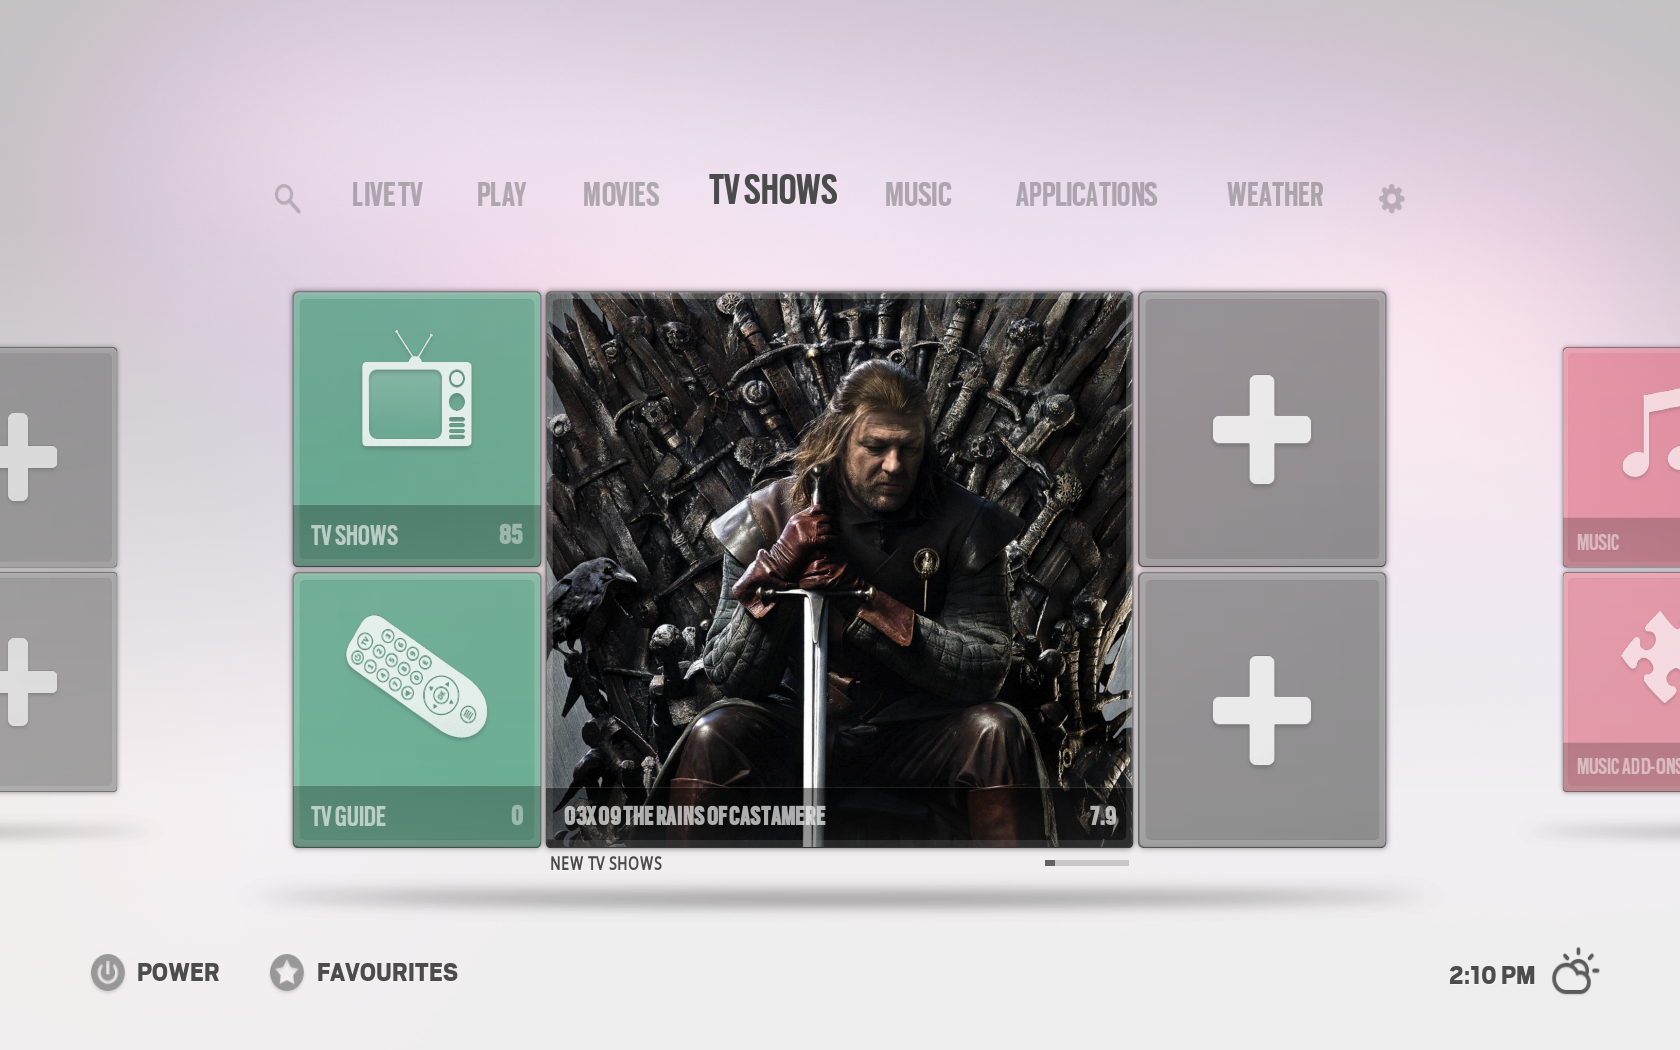 LIVE TV PLAY MOVIES TV SHOWS MUSIC APPLICATIONS WEATHER
TV SHOWS 85
MUSIC
MUSIC ADD-ONS
TV GUIDE 0
03X09 THE RAINS OF CASTAMERE 7.9
NEW TV SHOWS
POWER FAVOURITES 2:10 PM